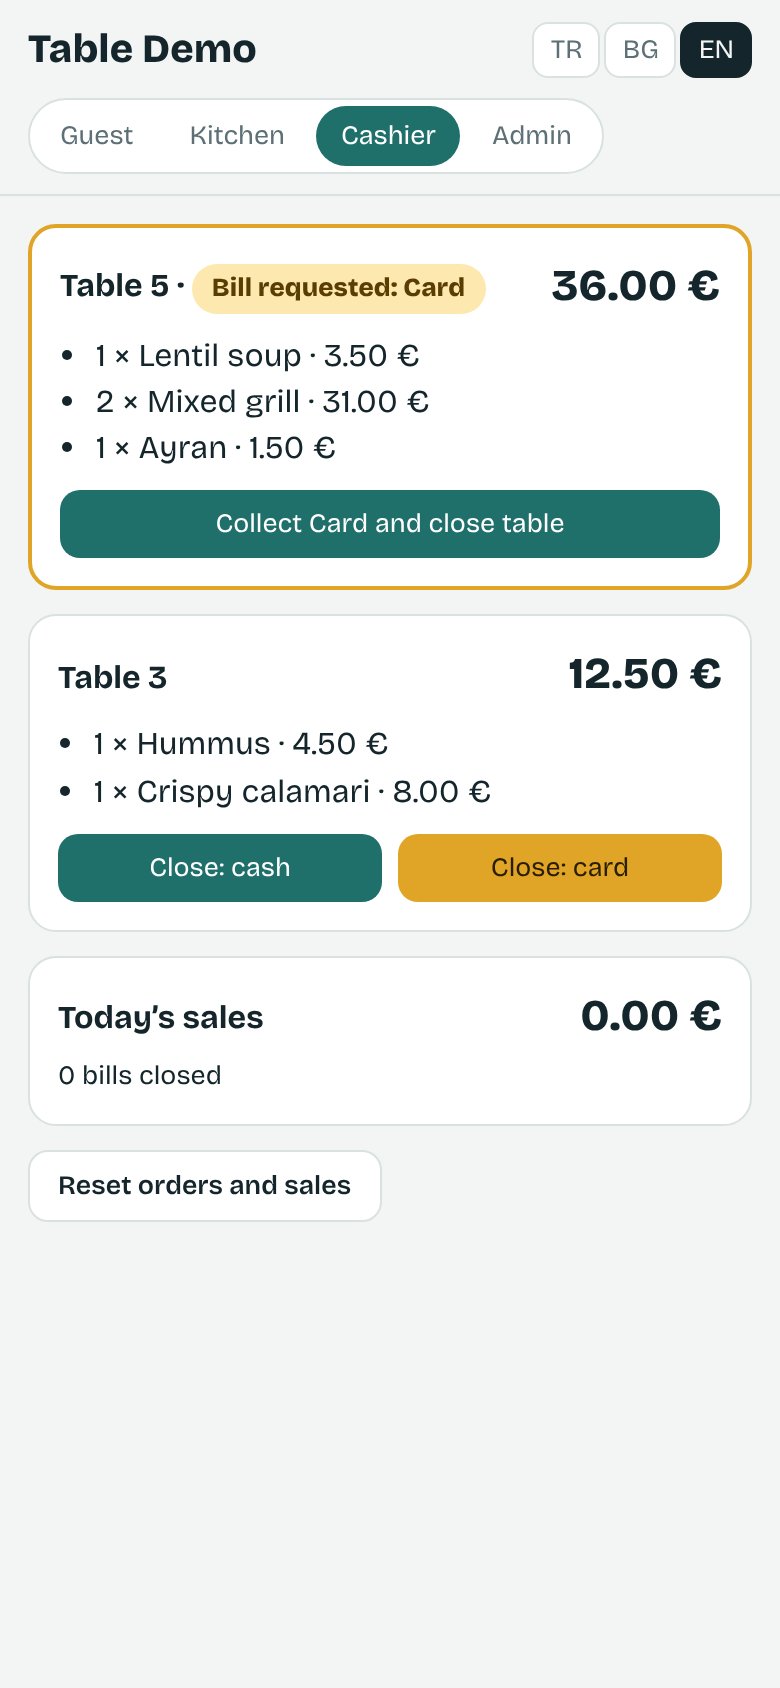 Table Demo
TR BG EN
Guest Kitchen Cashier Admin
Table 5 · Bill requested: Card 36.00 €
• 1 × Lentil soup · 3.50 €
• 2 × Mixed grill · 31.00 €
• 1 × Ayran · 1.50 €
Collect Card and close table
Table 3 12.50 €
• 1 × Hummus · 4.50 €
• 1 × Crispy calamari · 8.00 €
Close: cash Close: card
Today’s sales 0.00 €
0 bills closed
Reset orders and sales